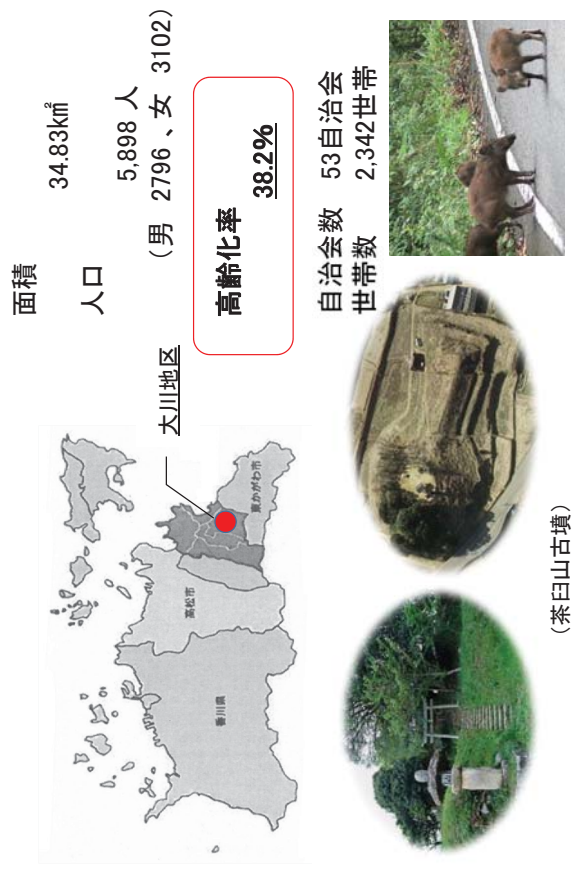 面積
34.83㎢
人口
5,898 人
（男 2796 、女 3102）
高齢化率
38.2%
自治会数 53自治会
世帯数 2,342世帯
大川地区
東かがわ市
高松市
香川県
（茶臼山古墳）